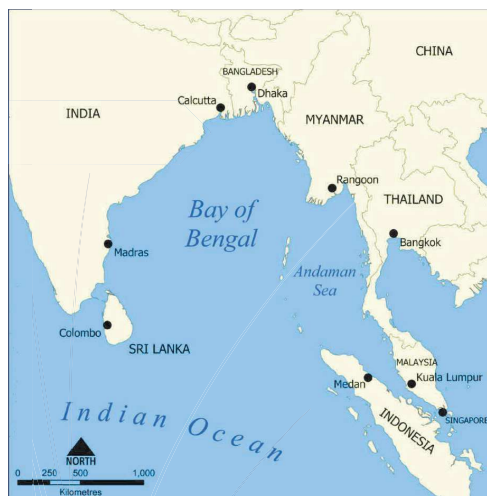 CHINA
BANGLADESH
Dhaka
Calcutta
INDIA
MYANMAR
Rangoon
THAILAND
Bay of
Bengal
Bangkok
Madras
Andaman
Sea
Colombo
SRI LANKA
MALAYSIA
Medan
Kuala Lumpur
INDONESIA
SINGAPORE
Indian Ocean
NORTH
0 250 500 1,000
Kilometres